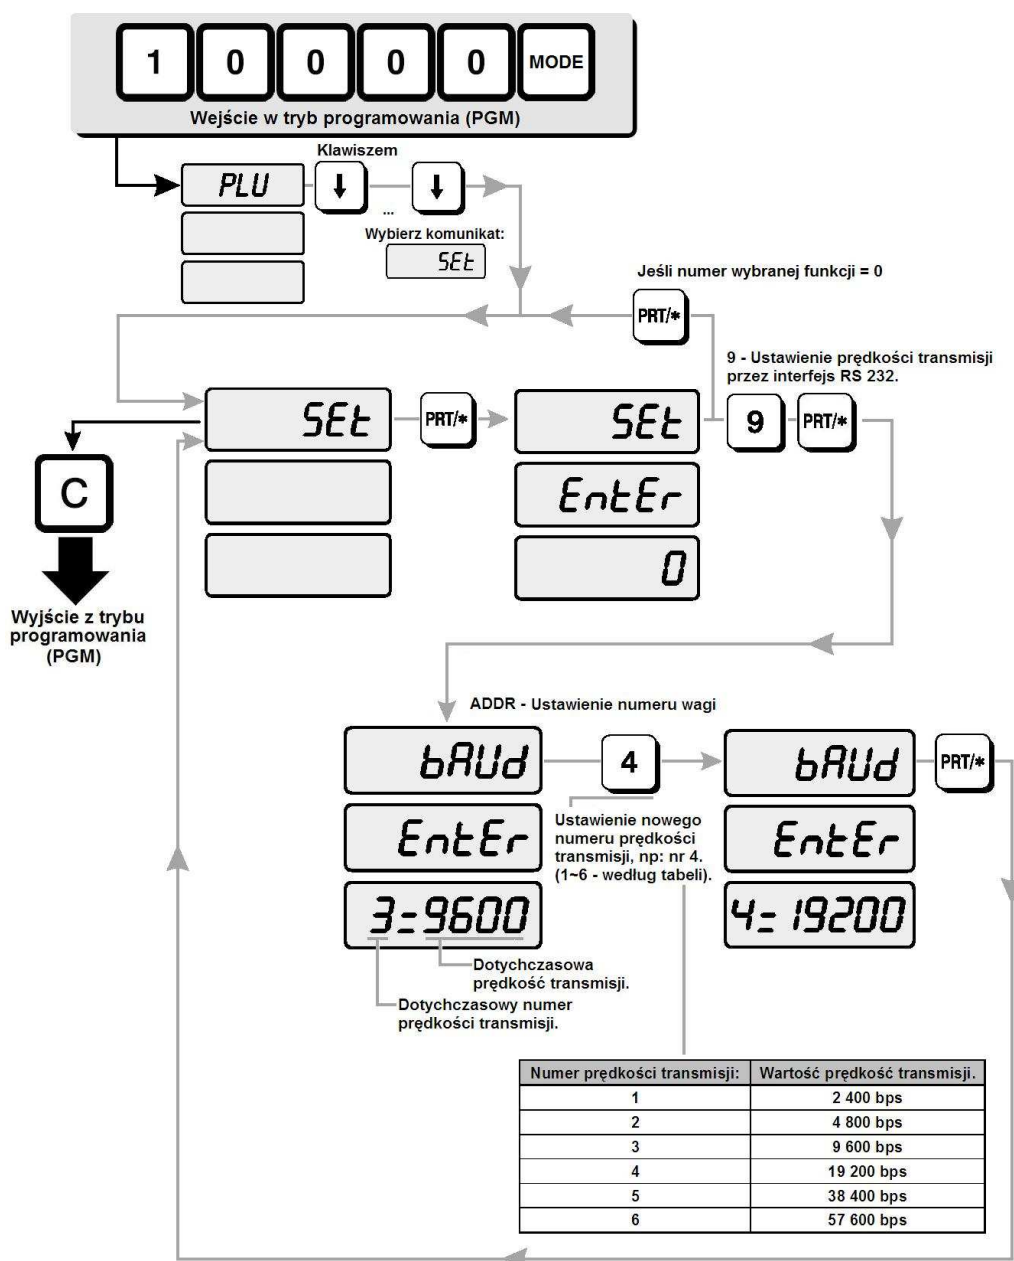 1 0 0 0 0 MODE
Wejście w tryb programowania (PGM)
Klawiszem
PLU
...
Wybierz komunikat:
SEt
Jeśli numer wybranej funkcji = 0
PRT/*
9 - Ustawienie prędkości transmisji
przez interfejs RS 232.
SEt PRT/* SEt 9 PRT/*
C
EntEr
0
Wyjście z trybu
programowania
(PGM)
ADDR - Ustawienie numeru wagi
bAUd 4 bAUd PRT/*
Ustawienie nowego
numeru prędkości
transmisji, np: nr 4.
(1~6 - według tabeli).
EntEr EntEr
3=9600 4=19200
Dotychczasowa
prędkość transmisji.
Dotychczasowy numer
prędkości transmisji.
Numer prędkości transmisji: Wartość prędkość transmisji.
1 2 400 bps
2 4 800 bps
3 9 600 bps
4 19 200 bps
5 38 400 bps
6 57 600 bps